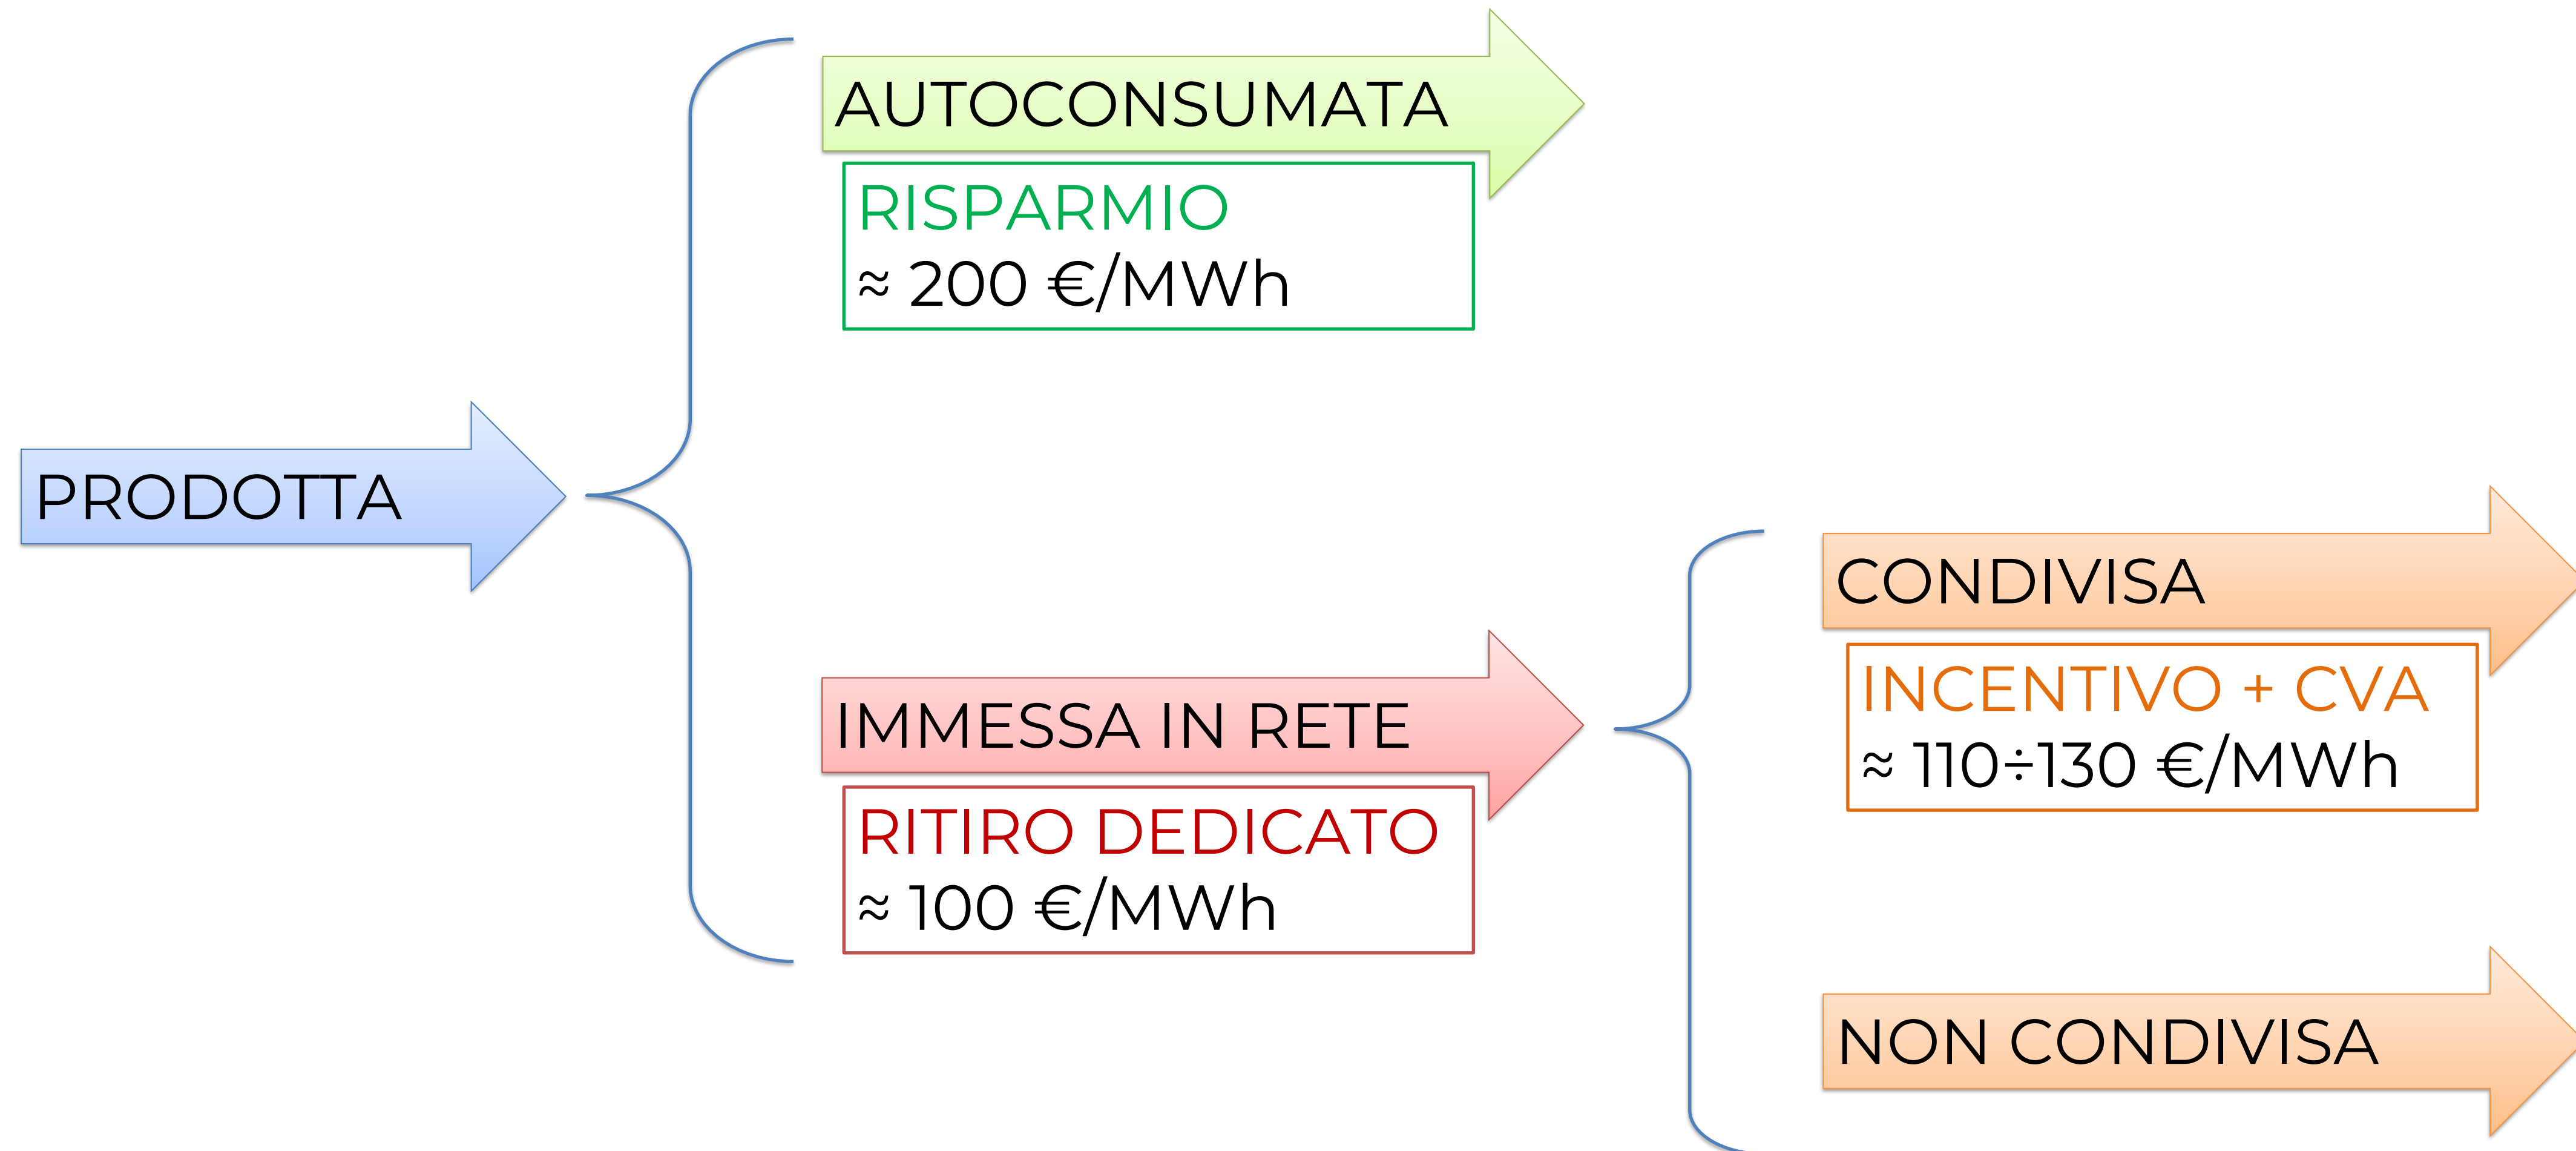 PRODOTTA
AUTOCONSUMATA
RISPARMIO
≈ 200 €/MWh
IMMESSA IN RETE
RITIRO DEDICATO
≈ 100 €/MWh
CONDIVISA
INCENTIVO + CVA
≈ 110÷130 €/MWh
NON CONDIVISA